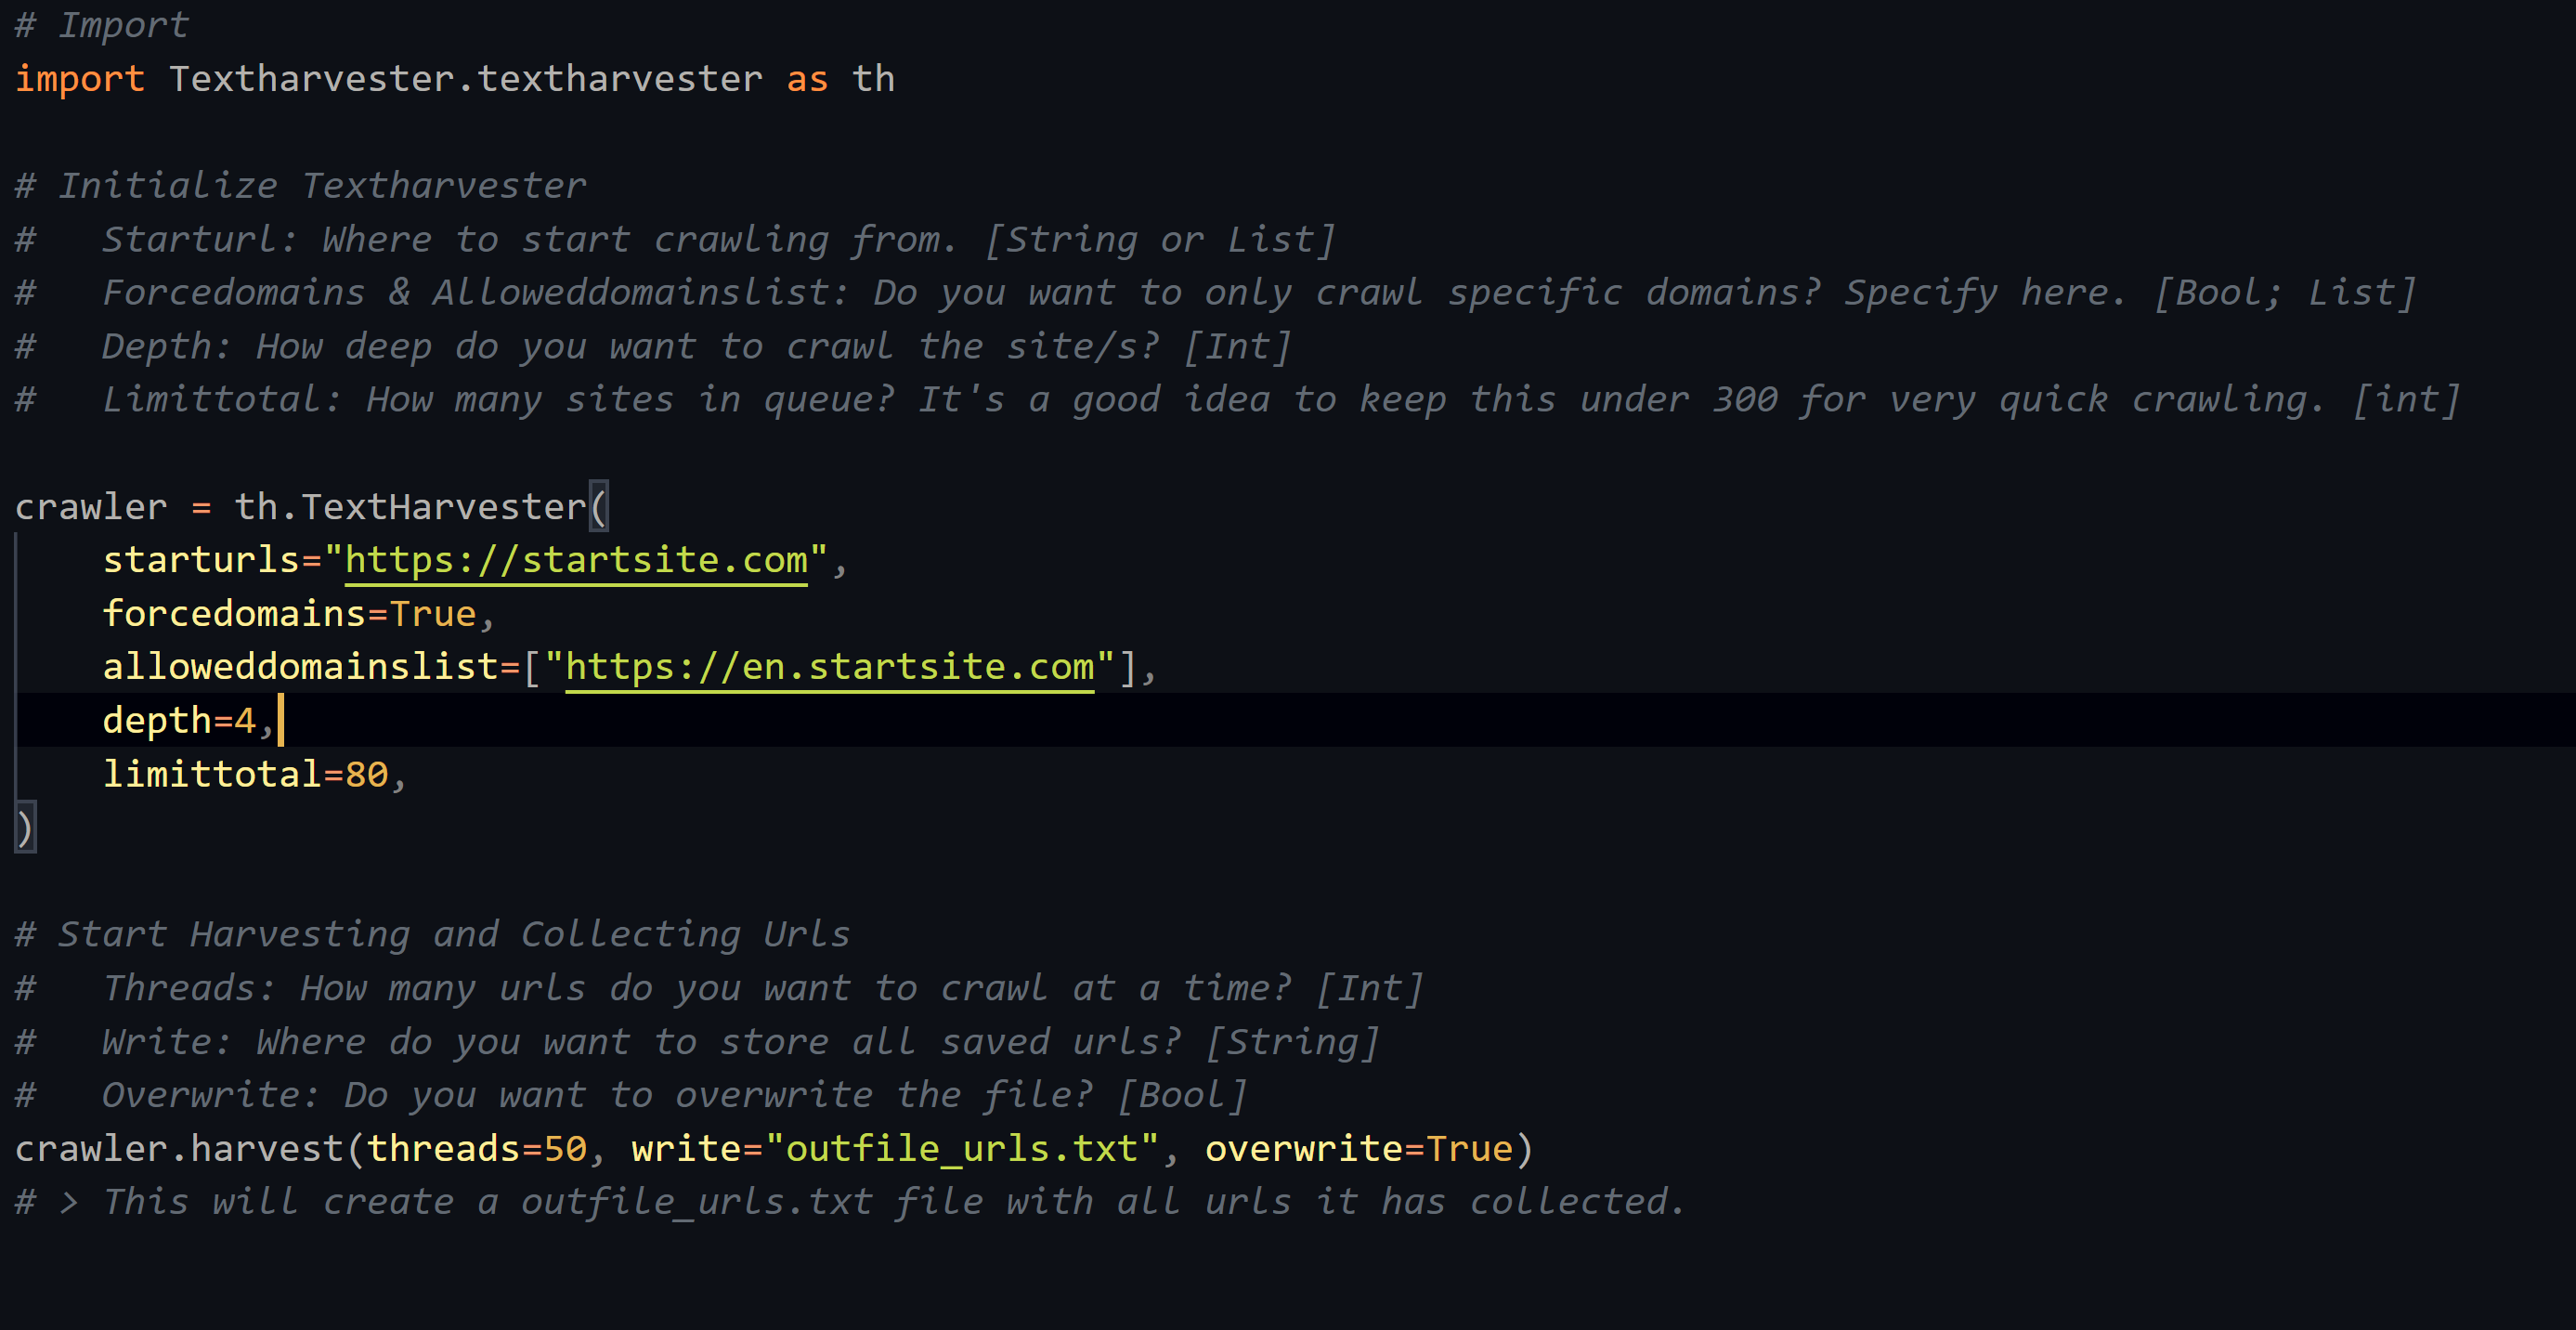 # Import
import Textharvester.textharvester as th
# Initialize Textharvester
#   Starturl: Where to start crawling from. [String or List]
#   Forcedomains & Alloweddomainslist: Do you want to only crawl specific domains? Specify here. [Bool; List]
#   Depth: How deep do you want to crawl the site/s? [Int]
#   Limittotal: How many sites in queue? It's a good idea to keep this under 300 for very quick crawling. [int]
crawler = th.TextHarvester(
    starturls="https://startsite.com",
    forcedomains=True,
    alloweddomainslist=["https://en.startsite.com"],
    depth=4,
    limittotal=80,
)
# Start Harvesting and Collecting Urls
#   Threads: How many urls do you want to crawl at a time? [Int]
#   Write: Where do you want to store all saved urls? [String]
#   Overwrite: Do you want to overwrite the file? [Bool]
crawler.harvest(threads=50, write="outfile_urls.txt", overwrite=True)
# > This will create a outfile_urls.txt file with all urls it has collected.